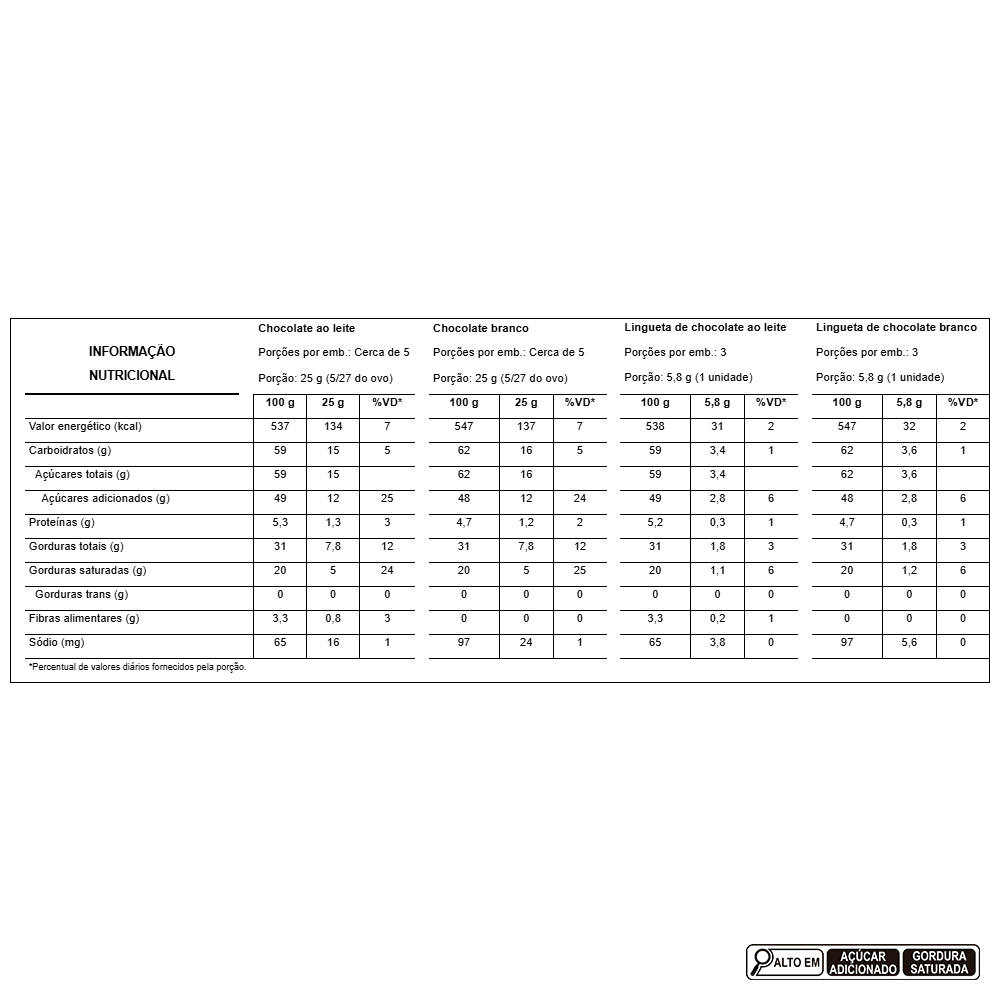 INFORMAÇÃO
NUTRICIONAL
Chocolate ao leite
Porções por emb.: Cerca de 5
Porção: 25 g (5/27 do ovo)
Chocolate branco
Porções por emb.: Cerca de 5
Porção: 25 g (5/27 do ovo)
Lingueta de chocolate ao leite
Porções por emb.: 3
Porção: 5,8 g (1 unidade)
Lingueta de chocolate branco
Porções por emb.: 3
Porção: 5,8 g (1 unidade)
100 g 25 g %VD* 100 g 25 g %VD* 100 g 5,8 g %VD* 100 g 5,8 g %VD*
Valor energético (kcal) 537 134 7 547 137 7 538 31 2 547 32 2
Carboidratos (g) 59 15 5 62 16 5 59 3,4 1 62 3,6 1
Açúcares totais (g) 59 15 62 16 59 3,4 62 3,6
Açúcares adicionados (g) 49 12 25 48 12 24 49 2,8 6 48 2,8 6
Proteínas (g) 5,3 1,3 3 4,7 1,2 2 5,2 0,3 1 4,7 0,3 1
Gorduras totais (g) 31 7,8 12 31 7,8 12 31 1,8 3 31 1,8 3
Gorduras saturadas (g) 20 5 24 20 5 25 20 1,1 6 20 1,2 6
Gorduras trans (g) 0 0 0 0 0 0 0 0 0 0 0 0
Fibras alimentares (g) 3,3 0,8 3 0 0 0 3,3 0,2 1 0 0 0
Sódio (mg) 65 16 1 97 24 1 65 3,8 0 97 5,6 0
*Percentual de valores diários fornecidos pela porção.
ALTO EM
AÇÚCAR
ADICIONADO
GORDURA
SATURADA